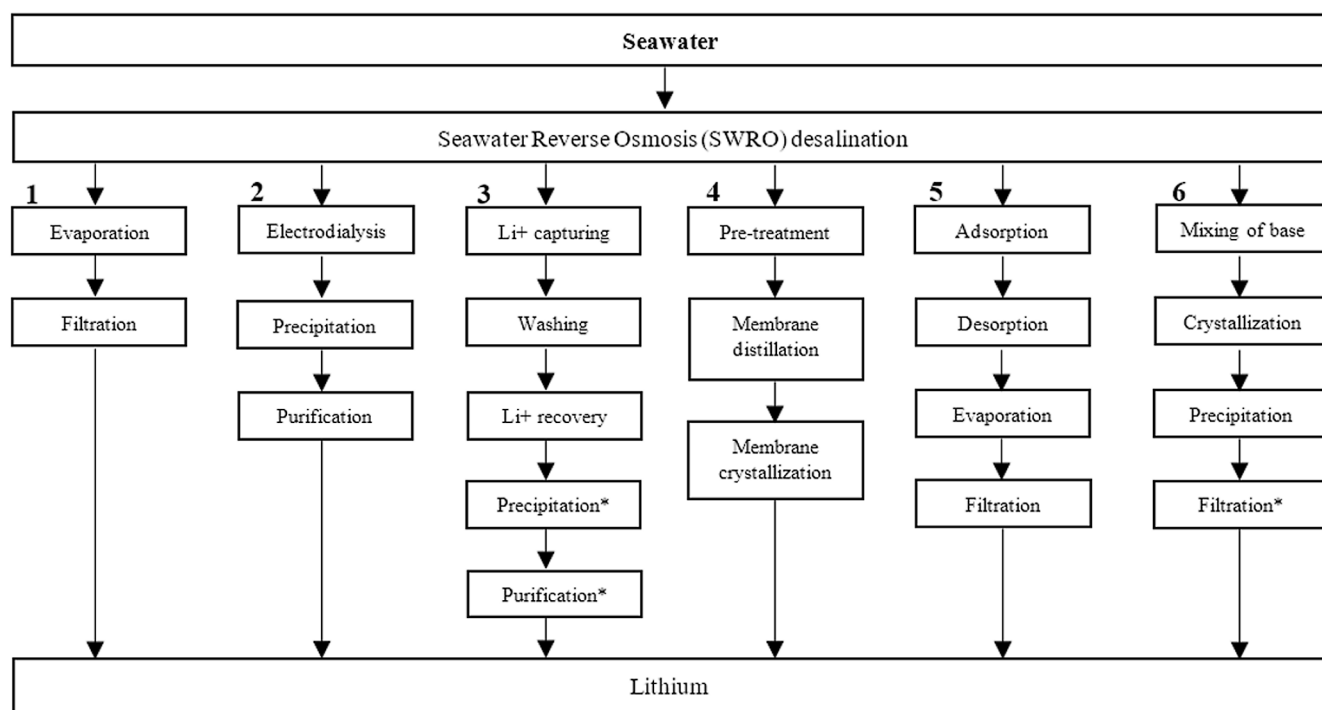 Seawater
Seawater Reverse Osmosis (SWRO) desalination
1
Evaporation
Filtration
2
Electrodialysis
Precipitation
Purification
3
Li+ capturing
Washing
Li+ recovery
Precipitation*
Purification*
4
Pre-treatment
Membrane
distillation
Membrane
crystallization
5
Adsorption
Desorption
Evaporation
Filtration
6
Mixing of base
Crystallization
Precipitation
Filtration*
Lithium